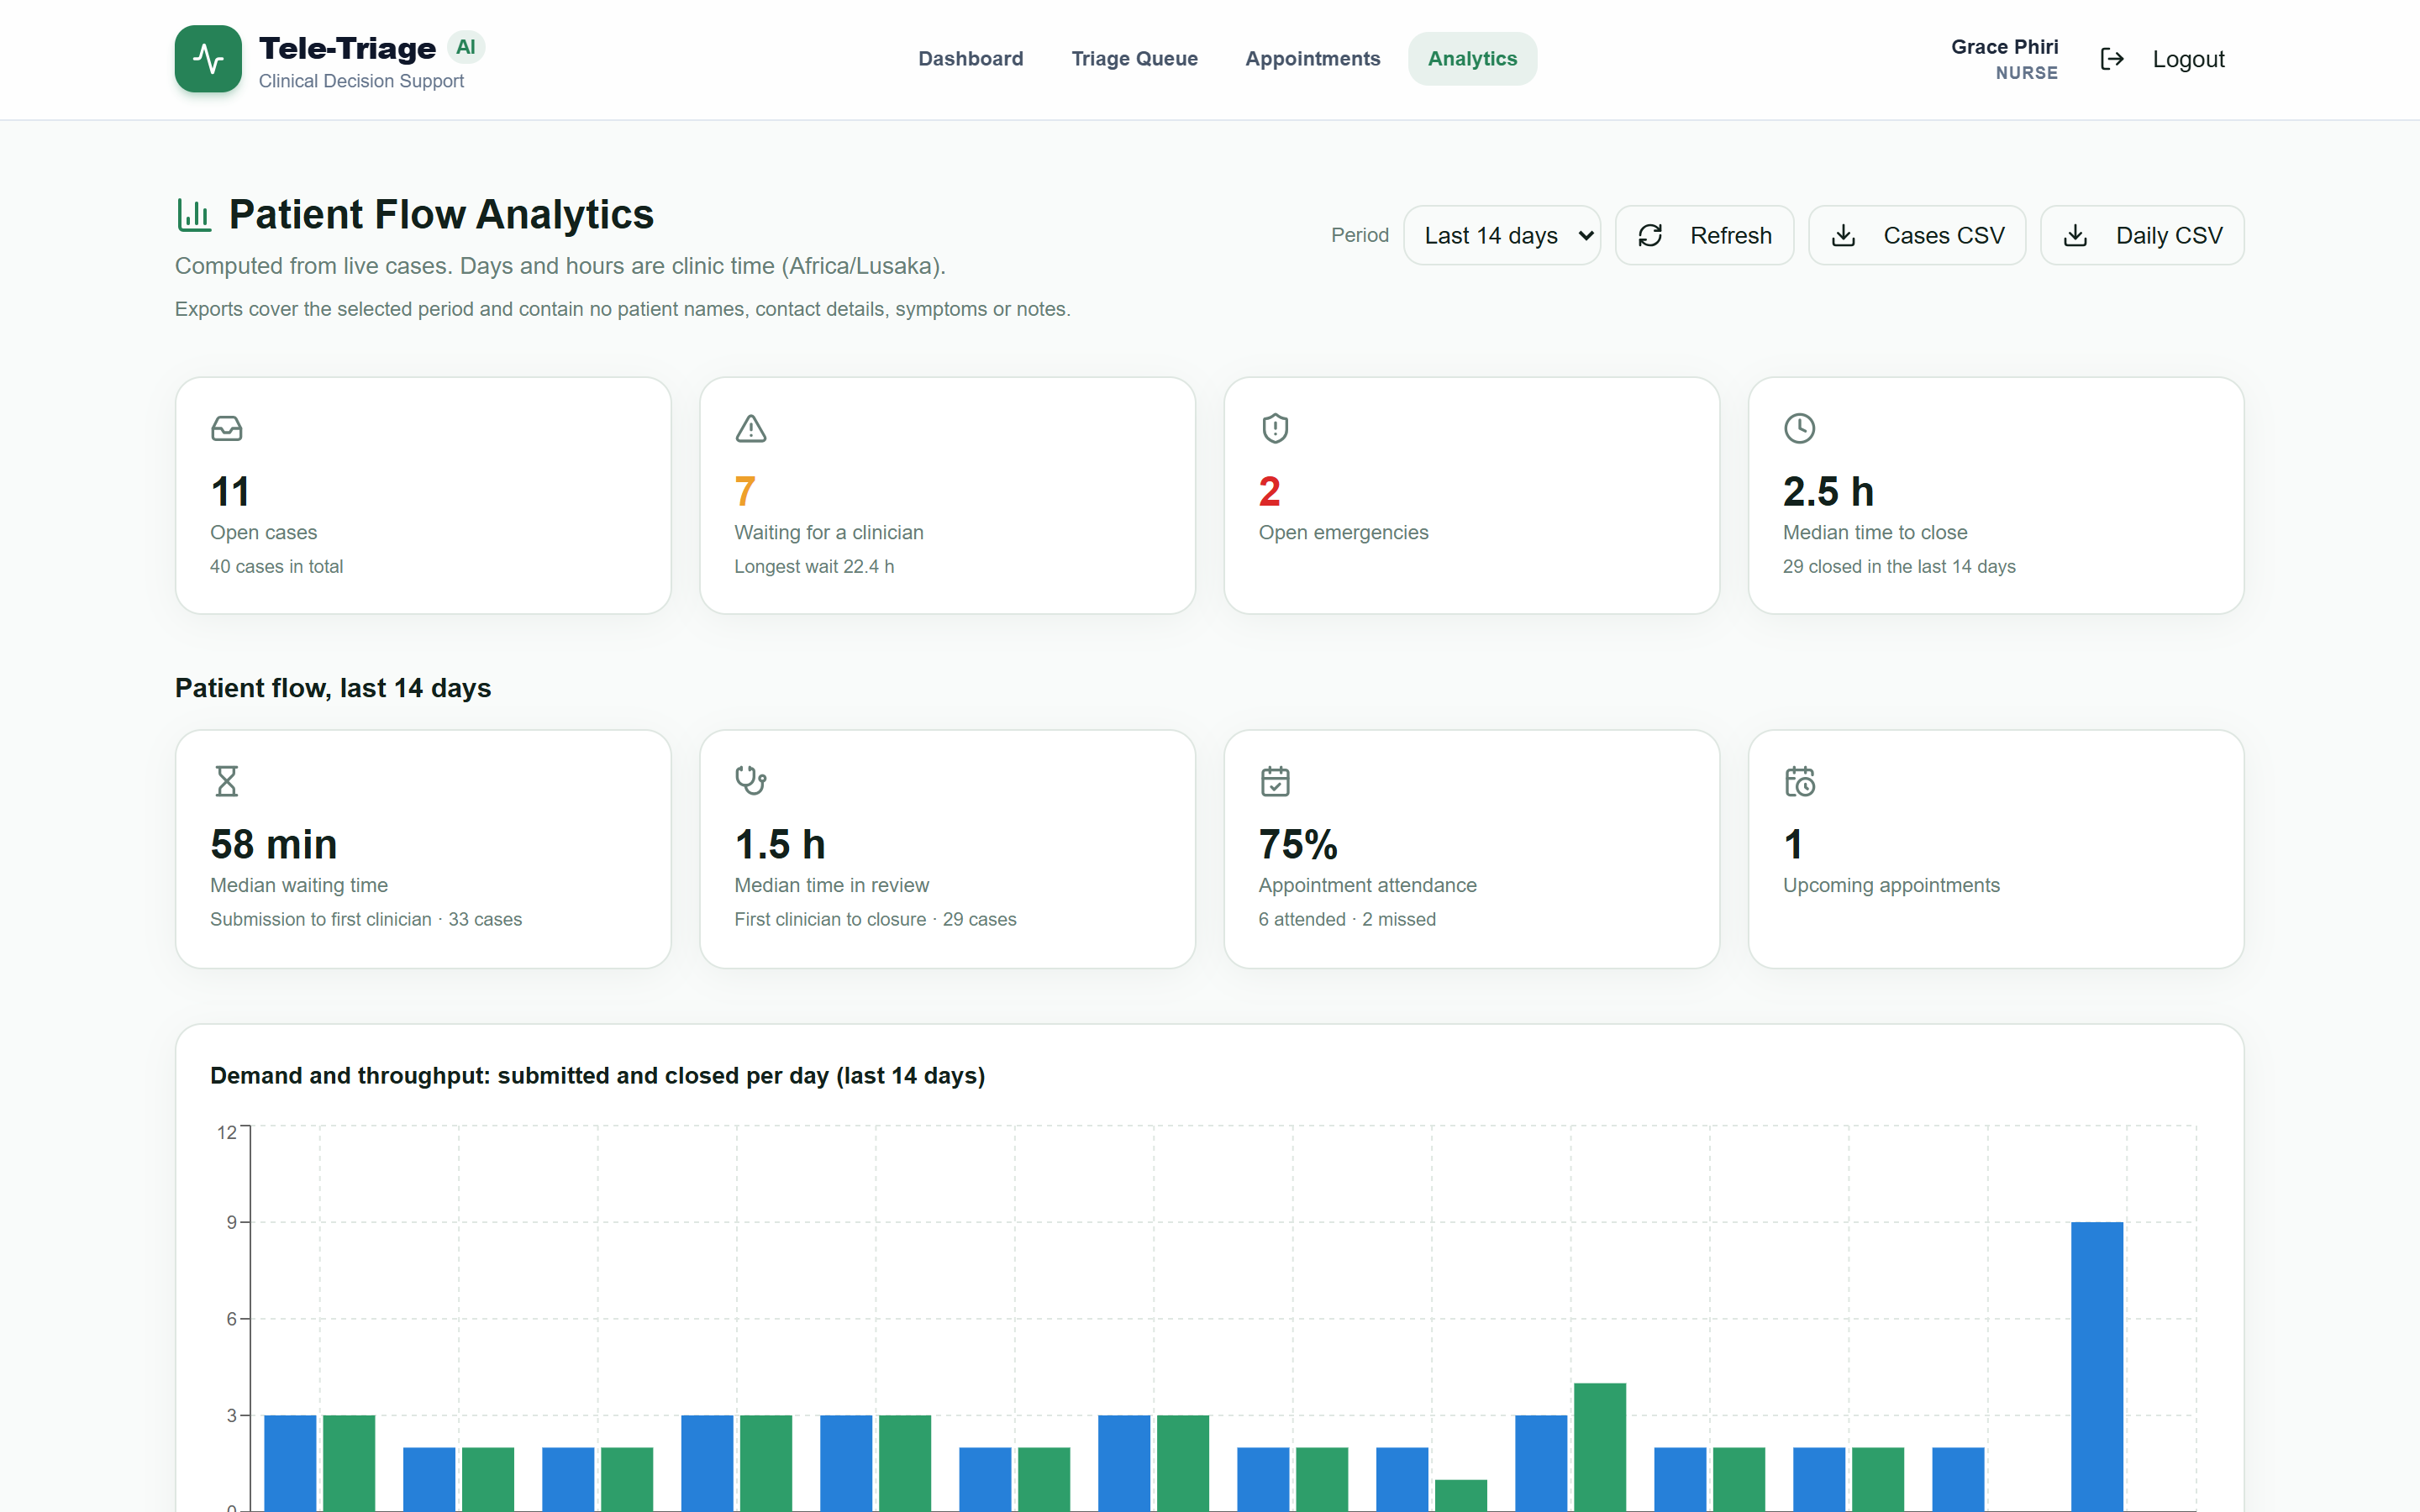 Tele-Triage AI
Clinical Decision Support
Dashboard Triage Queue Appointments Analytics
Grace Phiri
NURSE
Logout
Patient Flow Analytics
Computed from live cases. Days and hours are clinic time (Africa/Lusaka).
Exports cover the selected period and contain no patient names, contact details, symptoms or notes.
Period Last 14 days Refresh Cases CSV Daily CSV
11
Open cases
40 cases in total
7
Waiting for a clinician
Longest wait 22.4 h
2
Open emergencies
2.5 h
Median time to close
29 closed in the last 14 days
Patient flow, last 14 days
58 min
Median waiting time
Submission to first clinician · 33 cases
1.5 h
Median time in review
First clinician to closure · 29 cases
75%
Appointment attendance
6 attended · 2 missed
1
Upcoming appointments
Demand and throughput: submitted and closed per day (last 14 days)
12
9
6
3
0